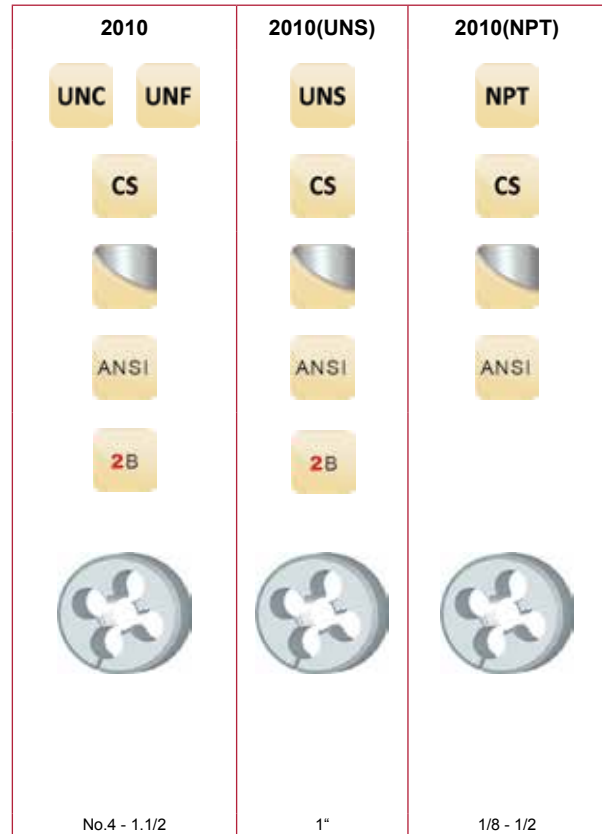 2010 2010(UNS) 2010(NPT)
UNC UNF UNS NPT
CS CS CS
ANSI ANSI ANSI
2B 2B
No.4 - 1.1/2 1“ 1/8 - 1/2